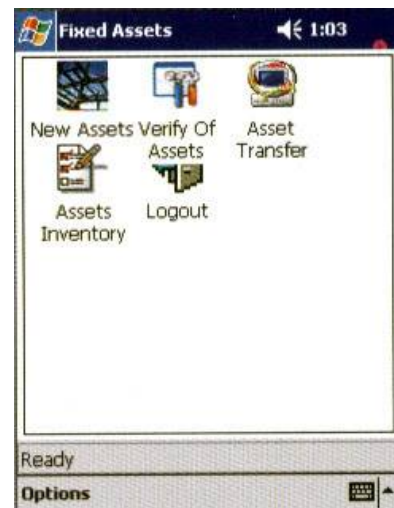 Fixed Assets 1:03
New Assets Verify Of Assets Asset Transfer
Assets Inventory Logout
Ready
Options